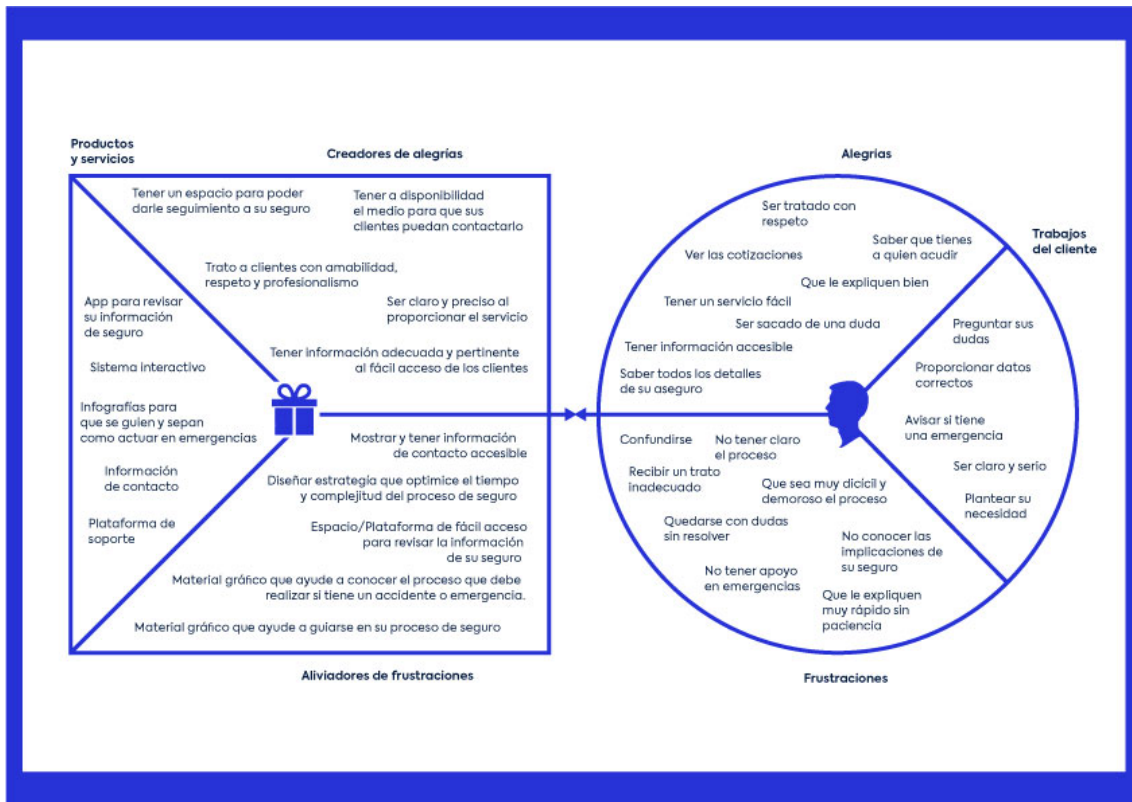 Productos
y servicios
Creadores de alegrías
Tener un espacio para poder
darle seguimiento a su seguro
Tener a disponibilidad
el medio para que sus
clientes puedan contactarlo
Trato a clientes con amabilidad,
respeto y profesionalismo
App para revisar
su información
de seguro
Ser claro y preciso al
proporcionar el servicio
Sistema interactivo
Tener información adecuada y pertinente
al fácil acceso de los clientes
Infografías para
que se guien y sepan
como actuar en emergencias
Información
de contacto
Plataforma de
soporte
Mostrar y tener información
de contacto accesible
Diseñar estrategía que optimice el tiempo
y complejitud del proceso de seguro
Espacio/Plataforma de fácil acceso
para revisar la información
de su seguro
Material gráfico que ayude a conocer el proceso que debe
realizar si tiene un accidente o emergencia.
Material gráfico que ayude a guiarse en su proceso de seguro
Aliviadores de frustraciones
Alegrias
Ser tratado con
respeto
Saber que tienes
a quien acudir
Ver las cotizaciones
Que le expliquen bien
Tener un servicio fácil
Ser sacado de una duda
Tener información accesible
Saber todos los detalles
de su aseguro
Trabajos
del cliente
Preguntar sus
dudas
Proporcionar datos
correctos
Avisar si tiene
una emergencia
Ser claro y serio
Plantear su
necesidad
Confundirse
No tener claro
el proceso
Recibir un trato
inadecuado
Que sea muy dicícil y
demoroso el proceso
Quedarse con dudas
sin resolver
No conocer las
implicaciones de
su seguro
No tener apoyo
en emergencias
Que le expliquen
muy rápido sin
paciencia
Frustraciones